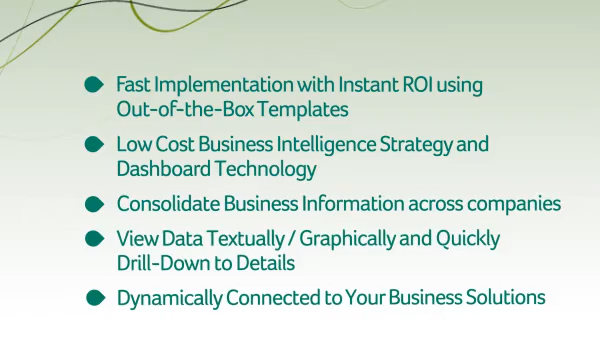 Fast Implementation with Instant ROI using
Out-of-the-Box Templates
Low Cost Business Intelligence Strategy and
Dashboard Technology
Consolidate Business Information across companies
View Data Textually / Graphically and Quickly
Drill-Down to Details
Dynamically Connected to Your Business Solutions